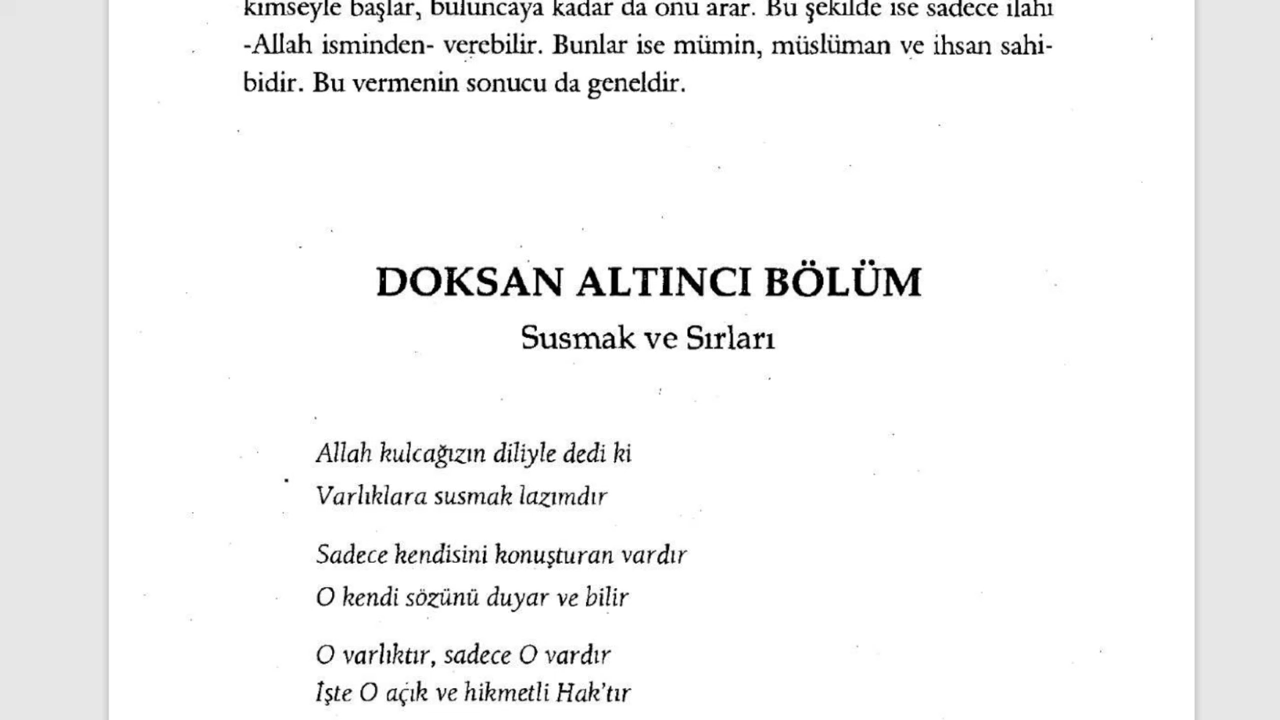 kimseyle başlar, buluncaya kadar da onu arar. Bu şekilde ise sadece ilahi
-Allah isminden- verebilir. Bunlar ise mümin, müslüman ve ihsan sahi-
bidir. Bu vermenin sonucu da geneldir.
DOKSAN ALTINCI BÖLÜM
Susmak ve Sırları
Allah kulcağızın diliyle dedi ki
Varlıklara susmak lazımdır
Sadece kendisini konuşturan vardır
O kendi sözünü duyar ve bilir
O varlıktır, sadece O vardır
İşte O açık ve hikmetli Hak'tır